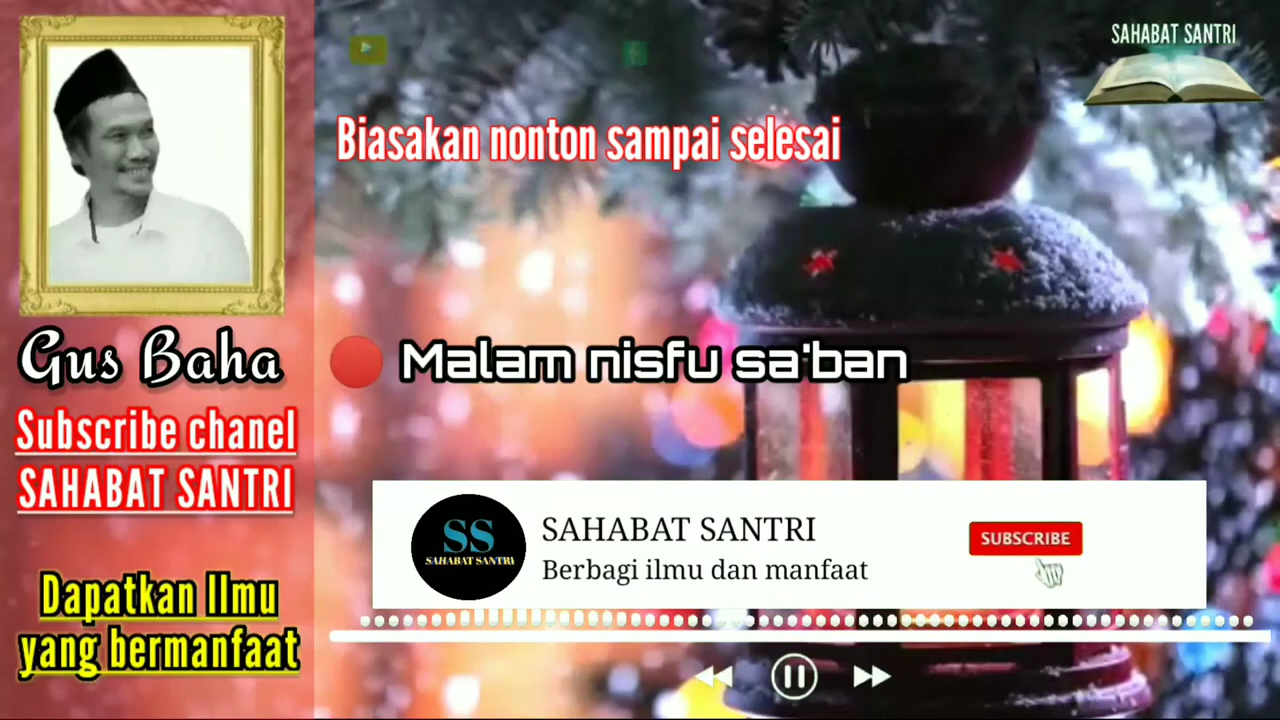 Gus Baha
Subscribe chanel
SAHABAT SANTRI
Dapatkan Ilmu
yang bermanfaat
SAHABAT SANTRI
Biasakan nonton sampai selesai
Malam nisfu sa'ban
SS
SAHABAT SANTRI
SAHABAT SANTRI
Berbagi ilmu dan manfaat
SUBSCRIBE